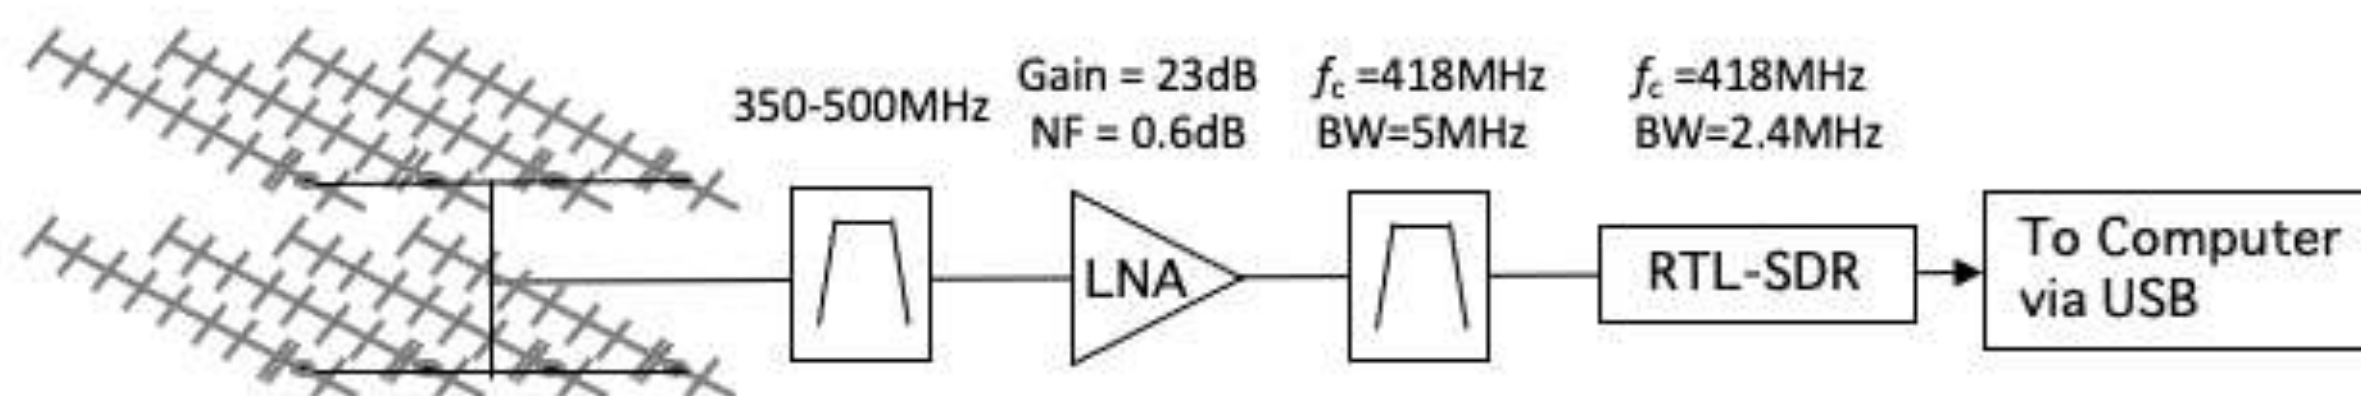 350-500MHz
Gain = 23dB
NF = 0.6dB
fc =418MHz
BW=5MHz
fc =418MHz
BW=2.4MHz
LNA
RTL-SDR
To Computer
via USB